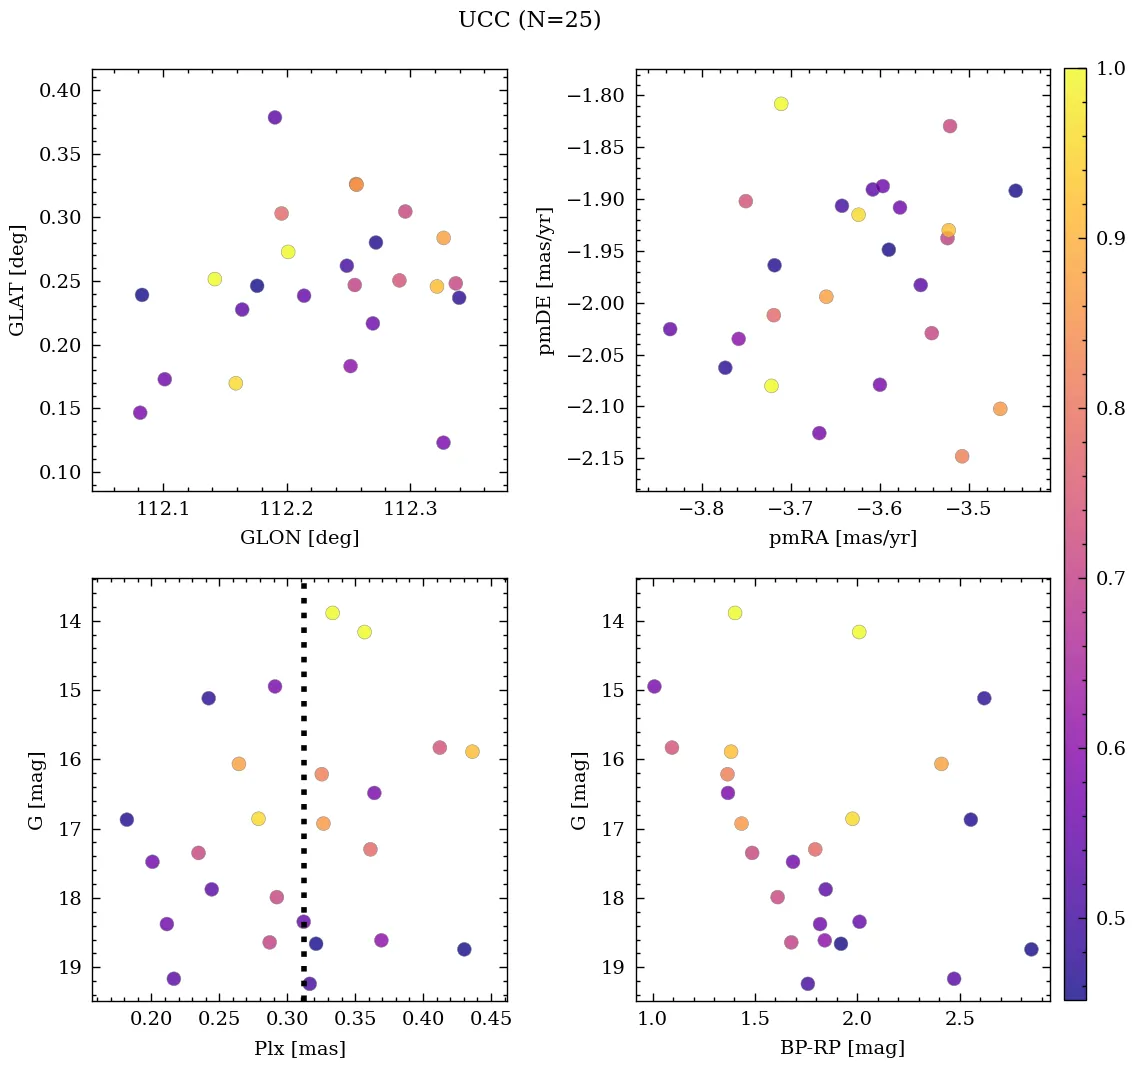 UCC (N=25)
0.40
0.35
0.30
0.25
0.20
0.15
0.10
GLAT [deg]
112.1 112.2 112.3
GLON [deg]
−1.80
−1.85
−1.90
−1.95
−2.00
−2.05
−2.10
−2.15
pmDE [mas/yr]
−3.8 −3.7 −3.6 −3.5
pmRA [mas/yr]
14
15
16
17
18
19
G [mag]
0.20 0.25 0.30 0.35 0.40 0.45
Plx [mas]
14
15
16
17
18
19
G [mag]
1.0 1.5 2.0 2.5
BP-RP [mag]
1.0
0.9
0.8
0.7
0.6
0.5